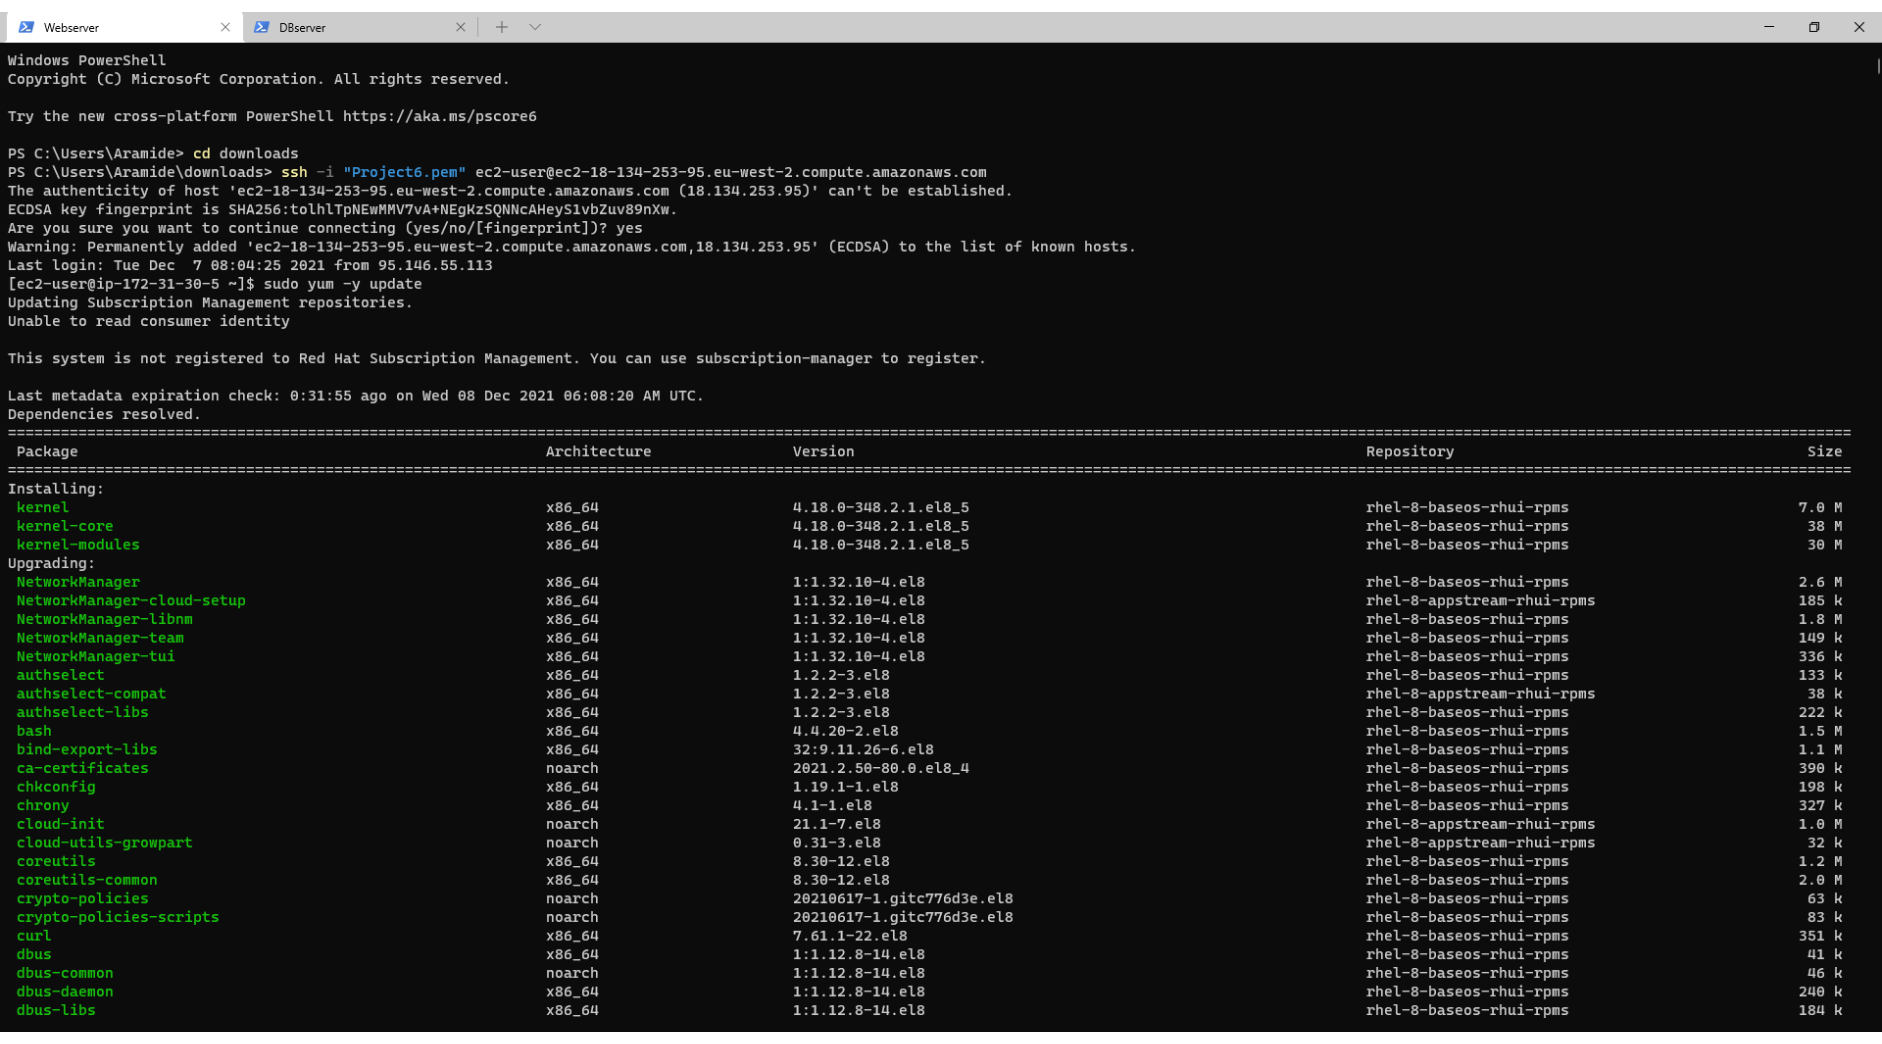 Webserver DBserver
Windows PowerShell
Copyright (C) Microsoft Corporation. All rights reserved.
Try the new cross-platform PowerShell https://aka.ms/pscore6
PS C:\Users\Aramide> cd downloads
PS C:\Users\Aramide\downloads> ssh -i "Project6.pem" ec2-user@ec2-18-134-253-95.eu-west-2.compute.amazonaws.com
The authenticity of host 'ec2-18-134-253-95.eu-west-2.compute.amazonaws.com (18.134.253.95)' can't be established.
ECDSA key fingerprint is SHA256:tolhlTpNEwMMV7vA+NEgKzSQNNcAHeyS1vbZuv89nXw.
Are you sure you want to continue connecting (yes/no/[fingerprint])? yes
Warning: Permanently added 'ec2-18-134-253-95.eu-west-2.compute.amazonaws.com,18.134.253.95' (ECDSA) to the list of known hosts.
Last login: Tue Dec  7 08:04:25 2021 from 95.146.55.113
[ec2-user@ip-172-31-30-5 ~]$ sudo yum -y update
Updating Subscription Management repositories.
Unable to read consumer identity
This system is not registered to Red Hat Subscription Management. You can use subscription-manager to register.
Last metadata expiration check: 0:31:55 ago on Wed 08 Dec 2021 06:08:20 AM UTC.
Dependencies resolved.
Package Architecture Version Repository Size
Installing:
kernel x86_64 4.18.0-348.2.1.el8_5 rhel-8-baseos-rhui-rpms 7.0 M
kernel-core x86_64 4.18.0-348.2.1.el8_5 rhel-8-baseos-rhui-rpms 38 M
kernel-modules x86_64 4.18.0-348.2.1.el8_5 rhel-8-baseos-rhui-rpms 30 M
Upgrading:
NetworkManager x86_64 1:1.32.10-4.el8 rhel-8-baseos-rhui-rpms 2.6 M
NetworkManager-cloud-setup x86_64 1:1.32.10-4.el8 rhel-8-appstream-rhui-rpms 185 k
NetworkManager-libnm x86_64 1:1.32.10-4.el8 rhel-8-baseos-rhui-rpms 1.8 M
NetworkManager-team x86_64 1:1.32.10-4.el8 rhel-8-baseos-rhui-rpms 149 k
NetworkManager-tui x86_64 1:1.32.10-4.el8 rhel-8-baseos-rhui-rpms 336 k
authselect x86_64 1.2.2-3.el8 rhel-8-baseos-rhui-rpms 133 k
authselect-compat x86_64 1.2.2-3.el8 rhel-8-appstream-rhui-rpms 38 k
authselect-libs x86_64 1.2.2-3.el8 rhel-8-baseos-rhui-rpms 222 k
bash x86_64 4.4.20-2.el8 rhel-8-baseos-rhui-rpms 1.5 M
bind-export-libs x86_64 32:9.11.26-6.el8 rhel-8-baseos-rhui-rpms 1.1 M
ca-certificates noarch 2021.2.50-80.0.el8_4 rhel-8-baseos-rhui-rpms 390 k
chkconfig x86_64 1.19.1-1.el8 rhel-8-baseos-rhui-rpms 198 k
chrony x86_64 4.1-1.el8 rhel-8-baseos-rhui-rpms 327 k
cloud-init noarch 21.1-7.el8 rhel-8-appstream-rhui-rpms 1.0 M
cloud-utils-growpart noarch 0.31-3.el8 rhel-8-appstream-rhui-rpms 32 k
coreutils x86_64 8.30-12.el8 rhel-8-baseos-rhui-rpms 1.2 M
coreutils-common x86_64 8.30-12.el8 rhel-8-baseos-rhui-rpms 2.0 M
crypto-policies noarch 20210617-1.gitc776d3e.el8 rhel-8-baseos-rhui-rpms 63 k
crypto-policies-scripts noarch 20210617-1.gitc776d3e.el8 rhel-8-baseos-rhui-rpms 83 k
curl x86_64 7.61.1-22.el8 rhel-8-baseos-rhui-rpms 351 k
dbus x86_64 1:1.12.8-14.el8 rhel-8-baseos-rhui-rpms 41 k
dbus-common noarch 1:1.12.8-14.el8 rhel-8-baseos-rhui-rpms 46 k
dbus-daemon x86_64 1:1.12.8-14.el8 rhel-8-baseos-rhui-rpms 240 k
dbus-libs x86_64 1:1.12.8-14.el8 rhel-8-baseos-rhui-rpms 184 k